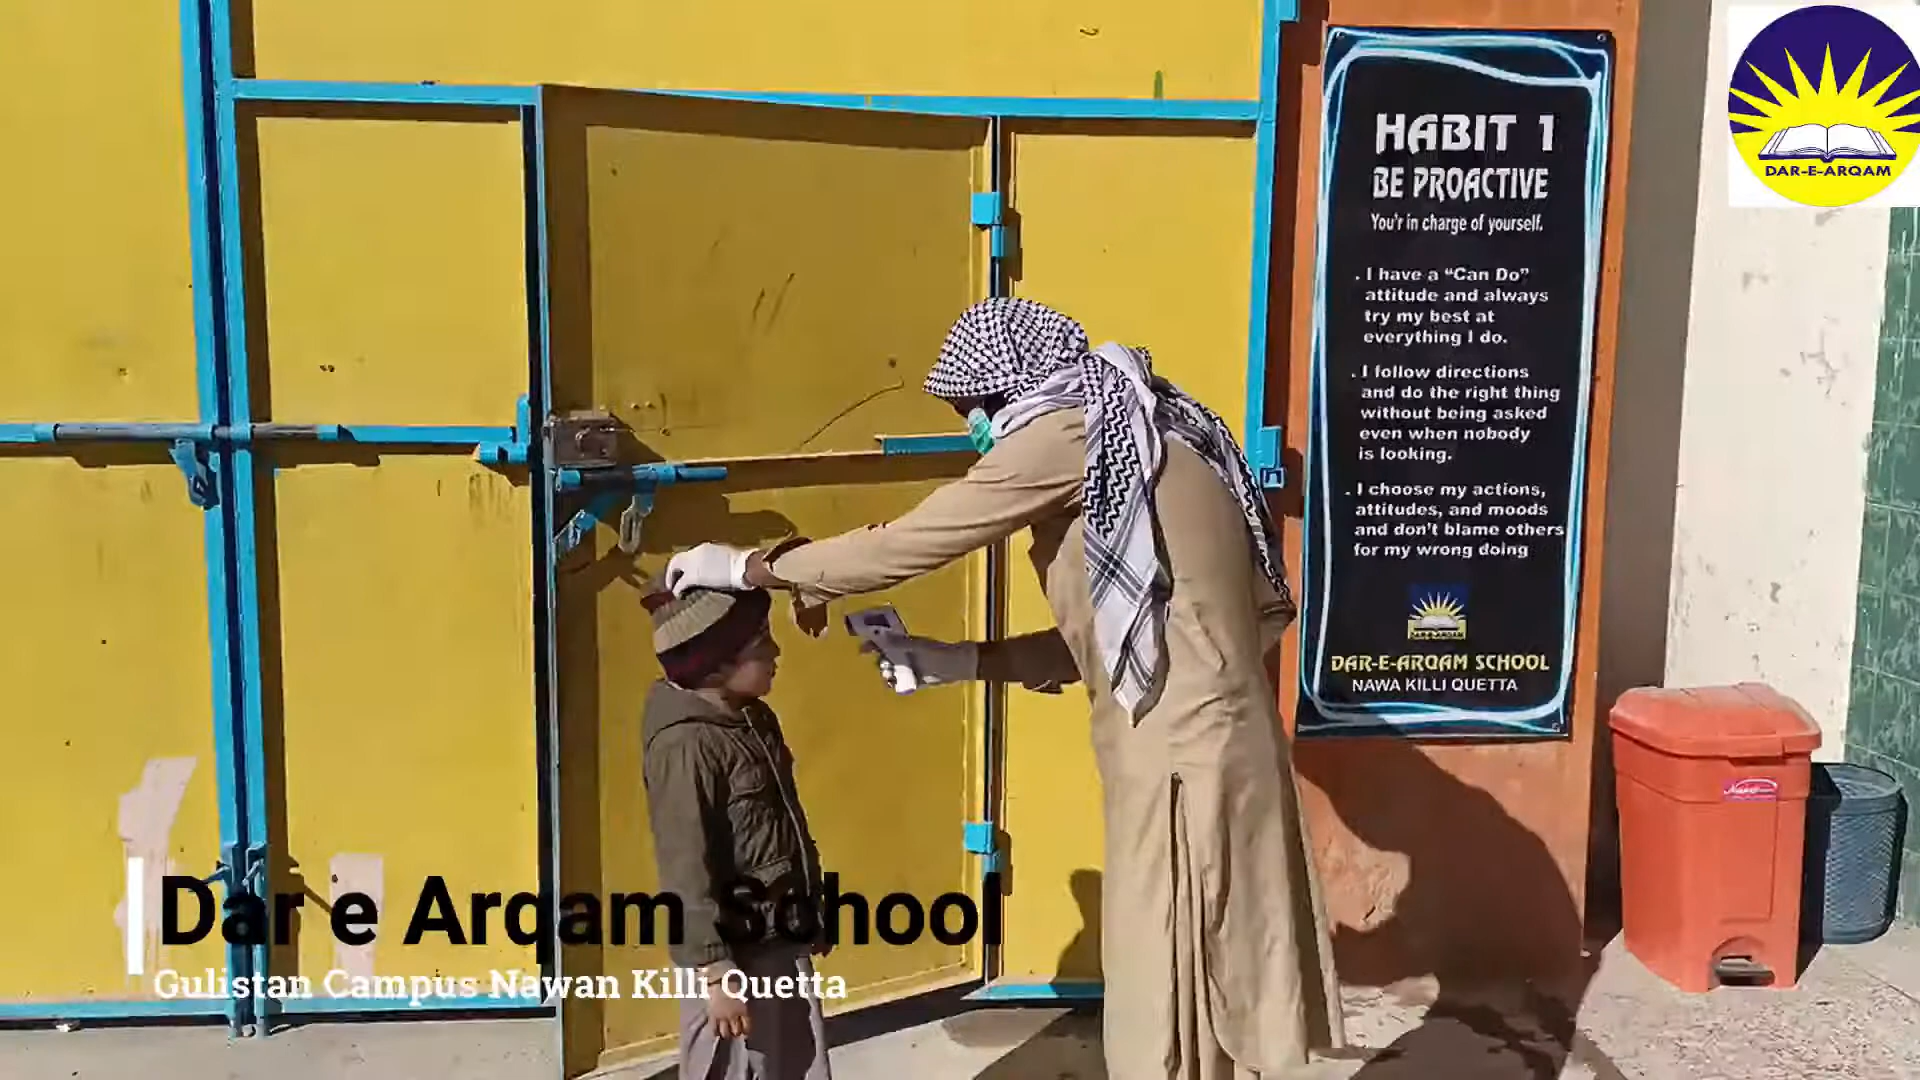 HABIT 1
BE PROACTIVE
You'r in charge of yourself.
. I have a “Can Do”
attitude and always
try my best at
everything I do.
. I follow directions
and do the right thing
without being asked
even when nobody
is looking.
. I choose my actions,
attitudes, and moods
and don't blame others
for my wrong doing
DAR-E-ARQAM
DAR-E-ARQAM SCHOOL
NAWA KILLI QUETTA
DAR-E-ARQAM
Dar e Arqam School
Gulistan Campus Nawan Killi Quetta